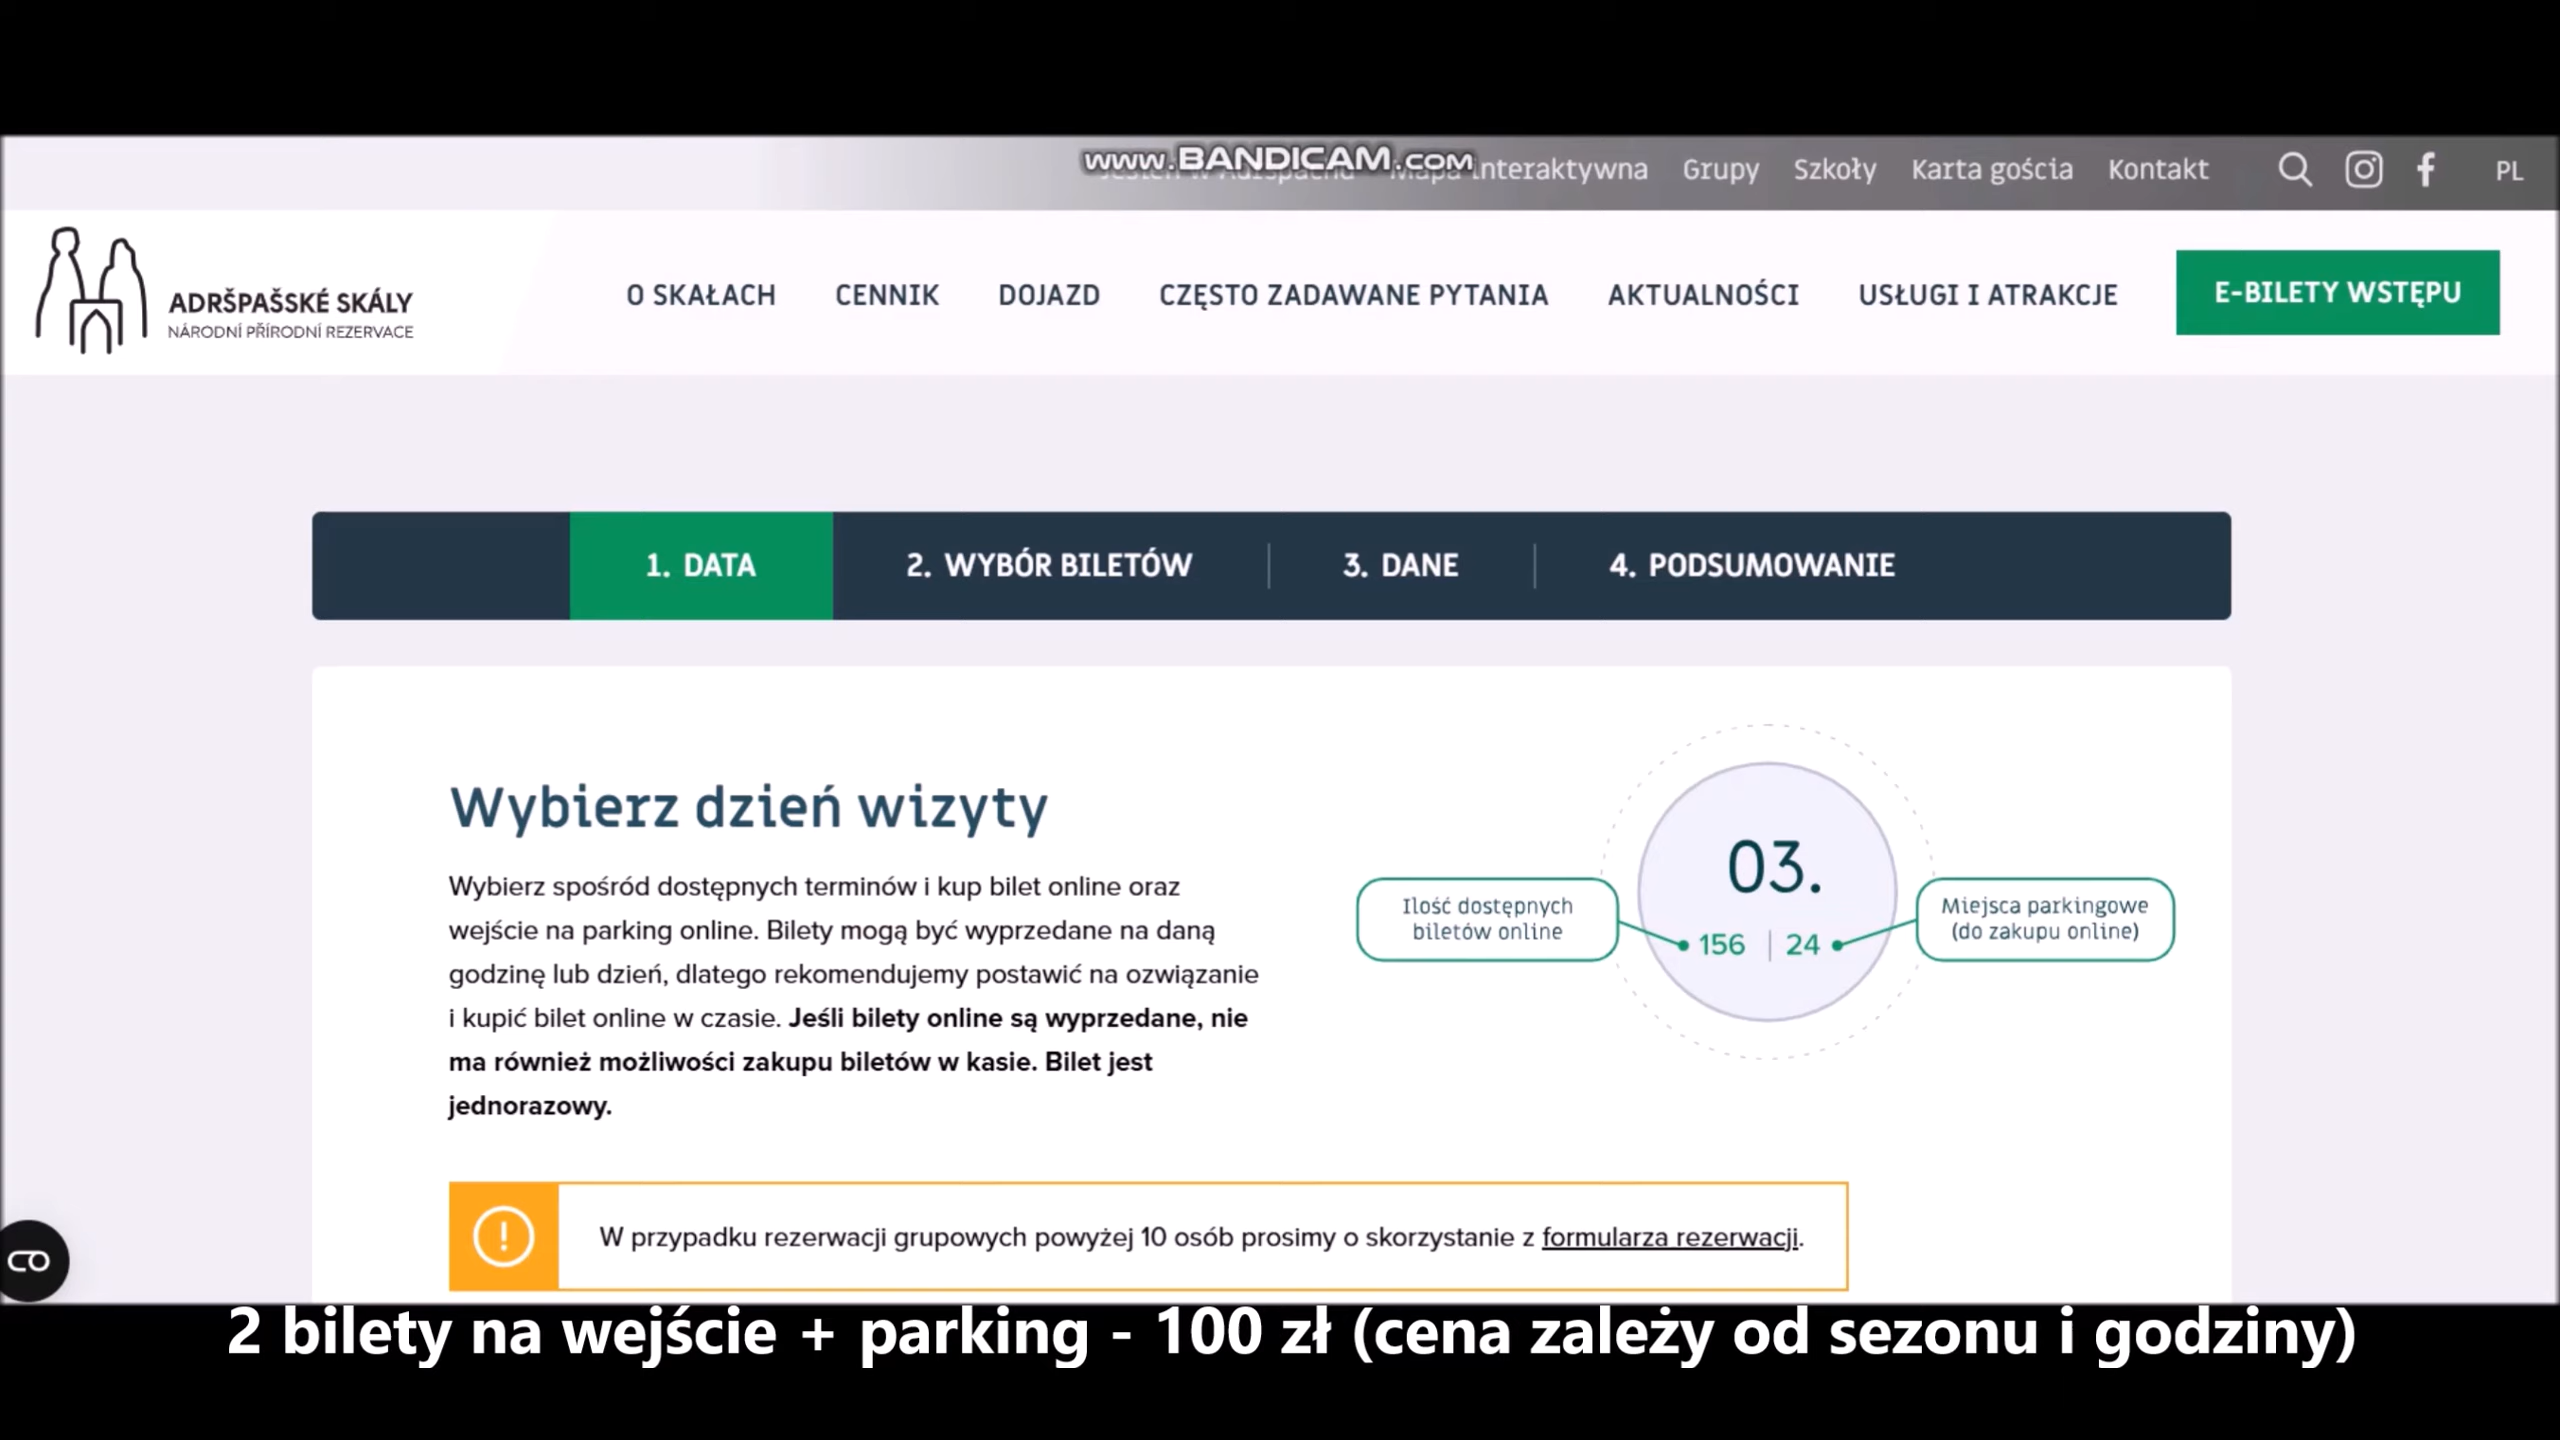 www.BANDICAM.com
interaktywna Grupy Szkoły Karta gościa Kontakt PL
ADRŠPAŠSKÉ SKÁLY
NÁRODNÍ PŘÍRODNÍ REZERVACE
O SKAŁACH CENNIK DOJAZD CZĘSTO ZADAWANE PYTANIA AKTUALNOŚCI USŁUGI I ATRAKCJE E-BILETY WSTĘPU
1. DATA 2. WYBÓR BILETÓW 3. DANE 4. PODSUMOWANIE
Wybierz dzień wizyty
Wybierz spośród dostępnych terminów i kup bilet online oraz
wejście na parking online. Bilety mogą być wyprzedane na daną
godzinę lub dzień, dlatego rekomendujemy postawić na ozwiązanie
i kupić bilet online w czasie. Jeśli bilety online są wyprzedane, nie
ma również możliwości zakupu biletów w kasie. Bilet jest
jednorazowy.
03.
Ilość dostępnych
biletów online
156 | 24
Miejsca parkingowe
(do zakupu online)
W przypadku rezerwacji grupowych powyżej 10 osób prosimy o skorzystanie z formularza rezerwacji.
2 bilety na wejście + parking - 100 zł (cena zależy od sezonu i godziny)